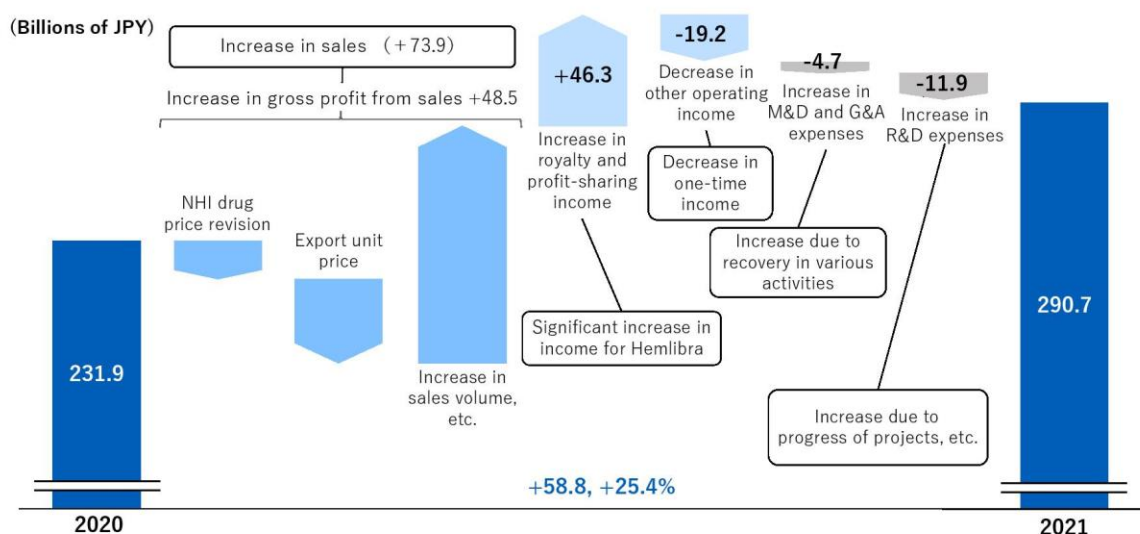 (Billions of JPY)
Increase in sales （+73.9）
Increase in gross profit from sales +48.5
NHI drug
price revision
Export unit
price
Increase in
sales volume,
etc.
+46.3
Increase in
royalty and
profit-sharing
income
Significant increase in
income for Hemlibra
-19.2
Decrease in
other operating
income
Decrease in
one-time
income
-4.7
Increase in
M&D and G&A
expenses
Increase due to
recovery in various
activities
-11.9
Increase in
R&D expenses
Increase due to
progress of projects, etc.
231.9
290.7
+58.8, +25.4%
2020
2021